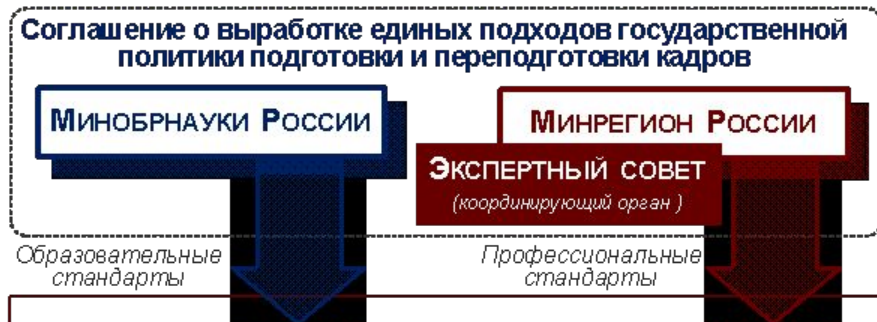 Соглашение о выработке единых подходов государственной
политики подготовки и переподготовки кадров
МИНОБРНАУКИ РОССИИ
МИНРЕГИОН РОССИИ
ЭКСПЕРТНЫЙ СОВЕТ
(координирующий орган )
Образовательные
стандарты
Профессиональные
стандарты